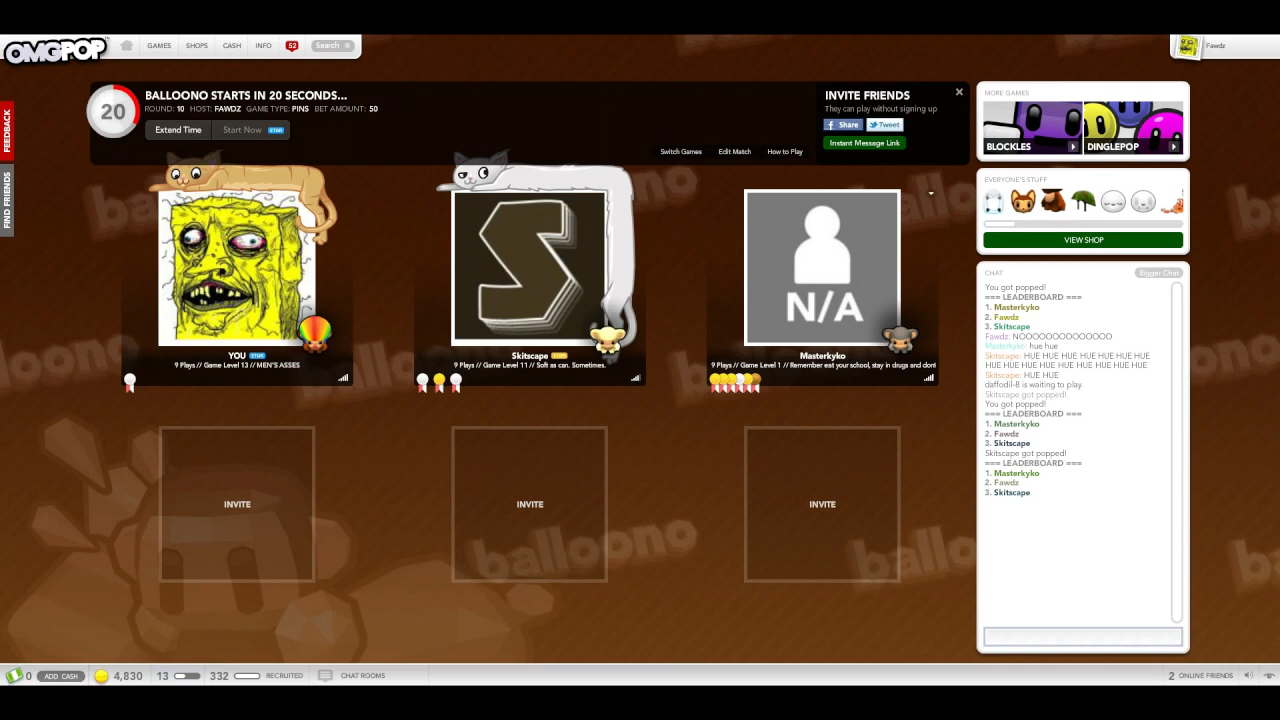 OMGPOP
GAMES
SHOPS
CASH
INFO
52
Search
Fawdz
FEEDBACK
FIND FRIENDS
20
BALLOONO STARTS IN 20 SECONDS...
ROUND: 10 HOST: FAWDZ GAME TYPE: PINS BET AMOUNT: 50
Extend Time
Start Now STAR
Switch Games
Edit Match
How to Play
INVITE FRIENDS
They can play without signing up
Share
Tweet
Instant Message Link
YOU STAR
9 Plays // Game Level 13 // MEN'S ASSES
S
Skitscape STAR
9 Plays // Game Level 11 // Soft as can. Sometimes.
N/A
Masterkyko
9 Plays // Game Level 1 // Remember eat your school, stay in drugs and dont
INVITE
INVITE
INVITE
balloono
balloono
MORE GAMES
BLOCKLES
DINGLEPOP
EVERYONE'S STUFF
VIEW SHOP
CHAT
Bigger Chat
You got popped!
=== LEADERBOARD ===
1. Masterkyko
2. Fawdz
3. Skitscape
Fawdz: NOOOOOOOOOOOOOO
Masterkyko: hue hue
Skitscape: HUE HUE HUE HUE HUE HUE HUE
HUE HUE HUE HUE HUE HUE HUE HUE HUE
Skitscape: HUE HUE
daffodil-8 is waiting to play.
Skitscape got popped!
You got popped!
=== LEADERBOARD ===
1. Masterkyko
2. Fawdz
3. Skitscape
Skitscape got popped!
=== LEADERBOARD ===
1. Masterkyko
2. Fawdz
3. Skitscape
0
ADD CASH
4,830
13
332
RECRUITED
CHAT ROOMS
2 ONLINE FRIENDS